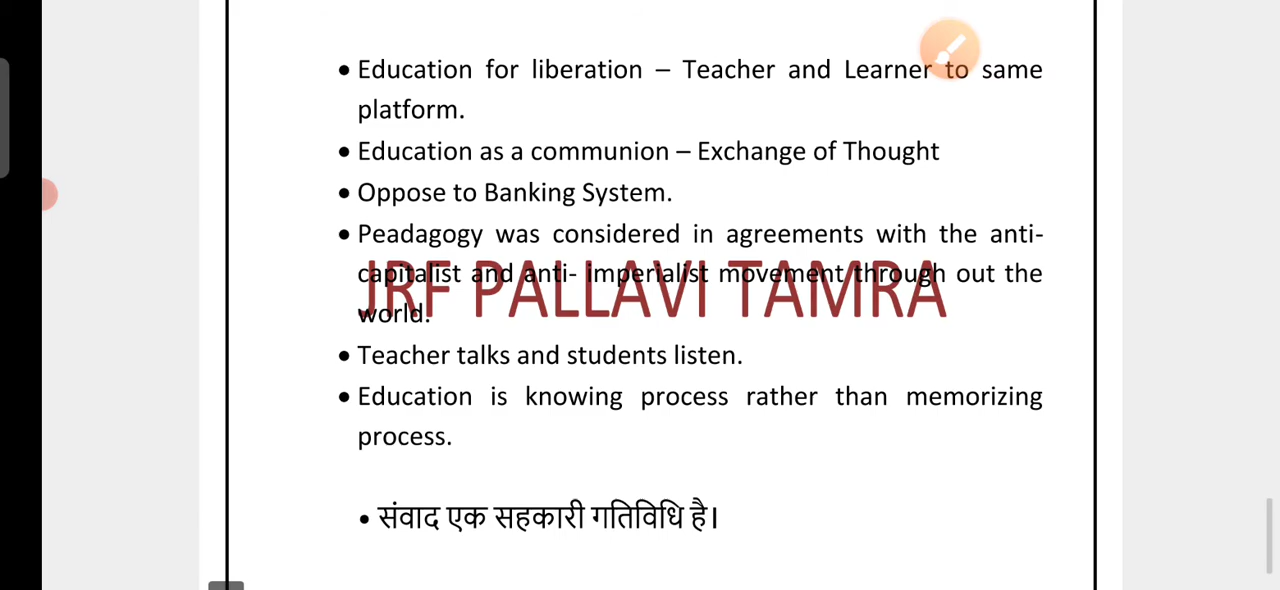 • Education for liberation – Teacher and Learner to same
platform.
• Education as a communion – Exchange of Thought
• Oppose to Banking System.
• Peadagogy was considered in agreements with the anti-
capitalist and anti- imperialist movement through out the
JRF PALLAVI TAMRA
world.
• Teacher talks and students listen.
• Education is knowing process rather than memorizing
process.
• संवाद एक सहकारी गतिविधि है।